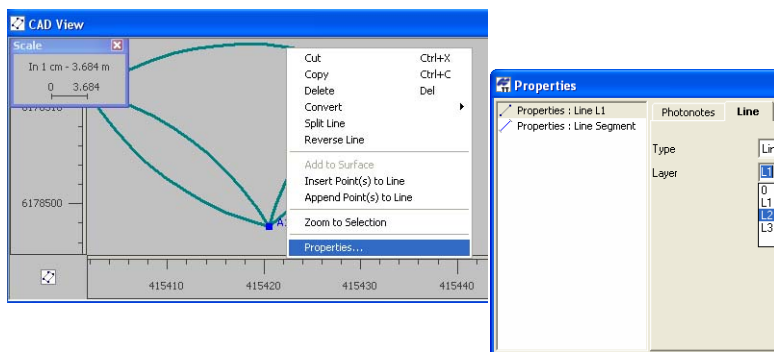 CAD View
Scale
In 1 cm - 3.684 m
0 3.684
6178510
6178500
A
415410 415420 415430 415440
Cut Ctrl+X
Copy Ctrl+C
Delete Del
Convert
Split Line
Reverse Line
Add to Surface
Insert Point(s) to Line
Append Point(s) to Line
Zoom to Selection
Properties...
Properties
Properties : Line L1
Properties : Line Segment
Photonotes Line
Type Lin
Layer L1
0
L1
L2
L3